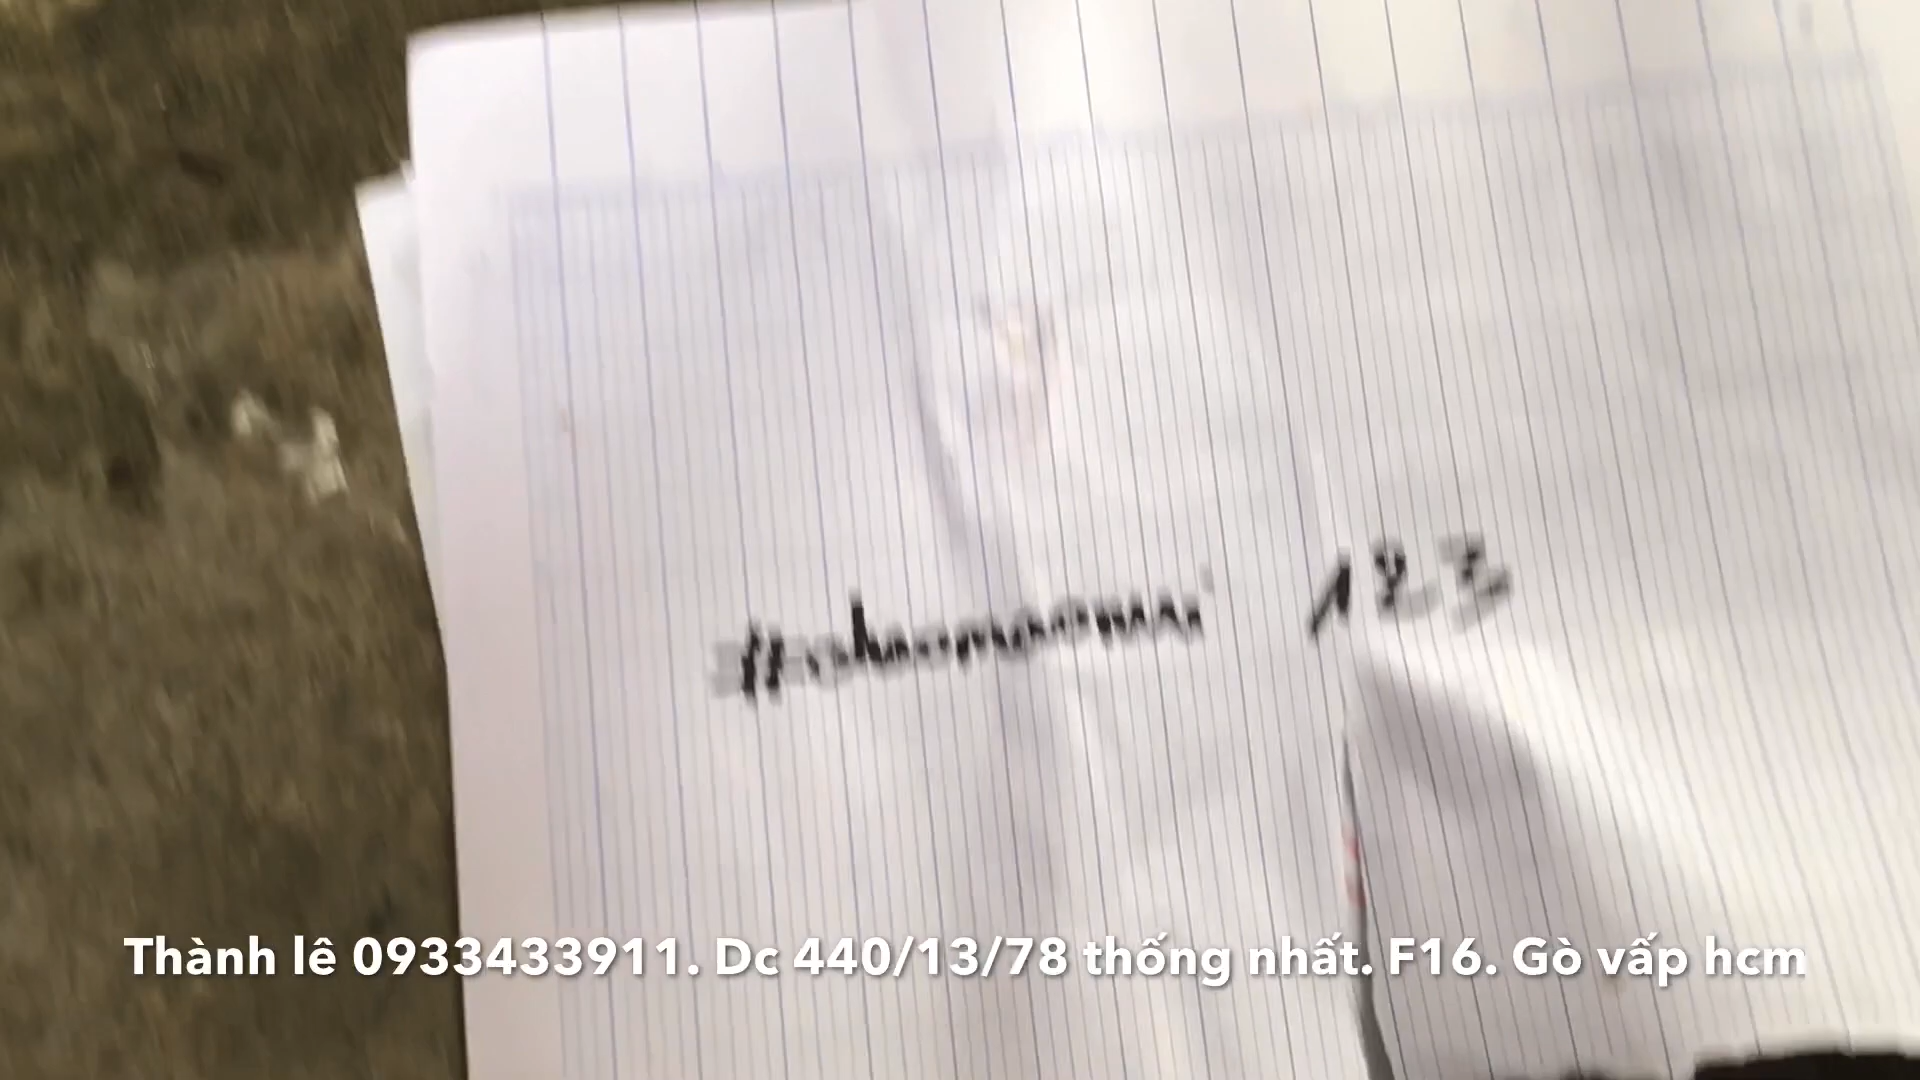 123
Thành lê 0933433911. Dc 440/13/78 thống nhất. F16. Gò vấp hcm